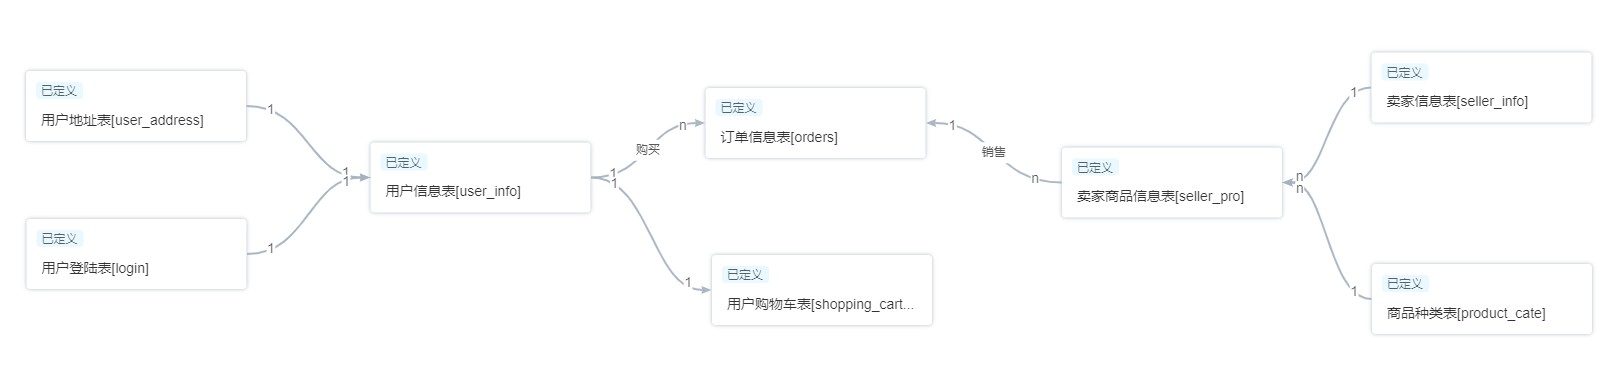 已定义
用户地址表[user_address]
1
1
已定义
用户登陆表[login]
1
1
已定义
用户信息表[user_info]
1
购买
n
1
1
已定义
订单信息表[orders]
已定义
用户购物车表[shopping_cart...
1
销售
n
已定义
卖家商品信息表[seller_pro]
n
1
n
1
已定义
卖家信息表[seller_info]
已定义
商品种类表[product_cate]